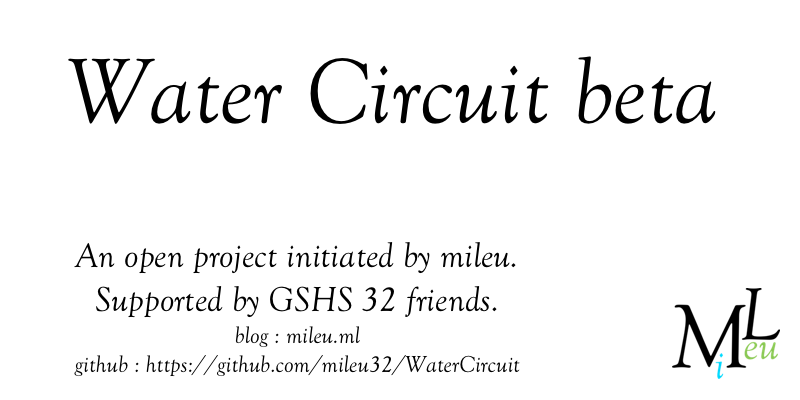 Water Circuit beta
An open project initiated by mileu.
Supported by GSHS 32 friends.
blog : mileu.ml
github : https://github.com/mileu32/WaterCircuit
MiLeu